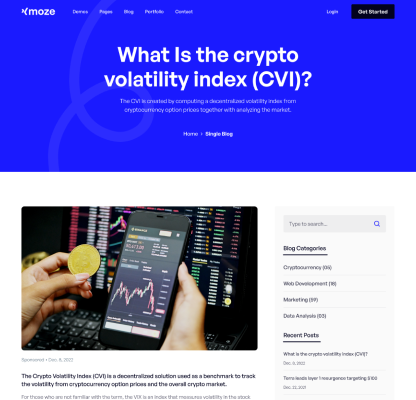 moze
Demos Pages Blog Portfolio Contact
Login
Get Started
What Is the crypto
volatility index (CVI)?
The CVI is created by computing a decentralized volatility index from
cryptocurrency option prices together with analyzing the market.
Home > Single Blog
Type to search...
Blog Categories
Cryptocurrency (05)
Web Development (18)
Marketing (09)
Data Analysis (03)
Recent Posts
What is the crypto volatility index (CVI)?
Dec. 8, 2022
Terra leads layer 1 resurgence targeting $100
Dec. 22, 2021
Sponsored | Dec. 8, 2022
The Crypto Volatility Index (CVI) is a decentralized solution used as a benchmark to track
the volatility from cryptocurrency option prices and the overall crypto market.
For those who are not familiar with the term, the VIX is an index that measures volatility in the stock